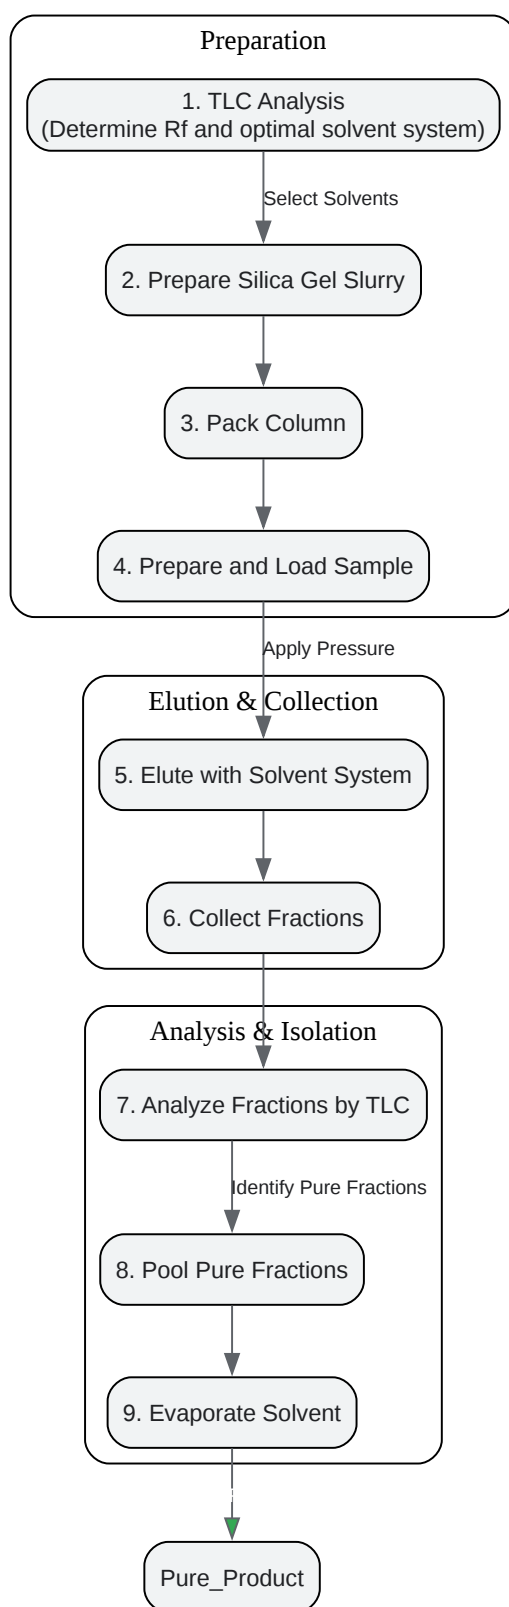 Preparation
1. TLC Analysis
(Determine Rf and optimal solvent system)
Select Solvents
2. Prepare Silica Gel Slurry
3. Pack Column
4. Prepare and Load Sample
Apply Pressure
Elution & Collection
5. Elute with Solvent System
6. Collect Fractions
Analysis & Isolation
7. Analyze Fractions by TLC
Identify Pure Fractions
8. Pool Pure Fractions
9. Evaporate Solvent
Pure_Product